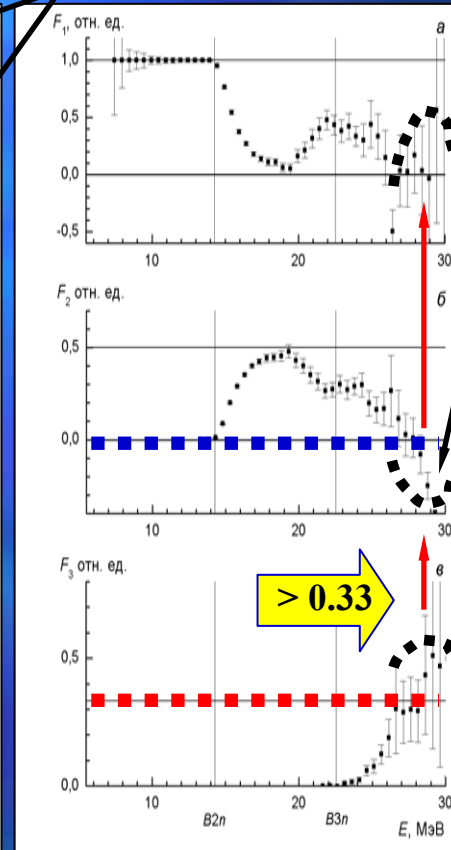 F₁, отн. ед.
а
1,0
0,5
0,0
-0,5
10
20
30
F₂ отн. ед.
б
0,5
0,0
10
20
30
F₃ отн. ед.
в
> 0.33
0,5
0,0
10
20
30
B2n
B3n
E, МэВ